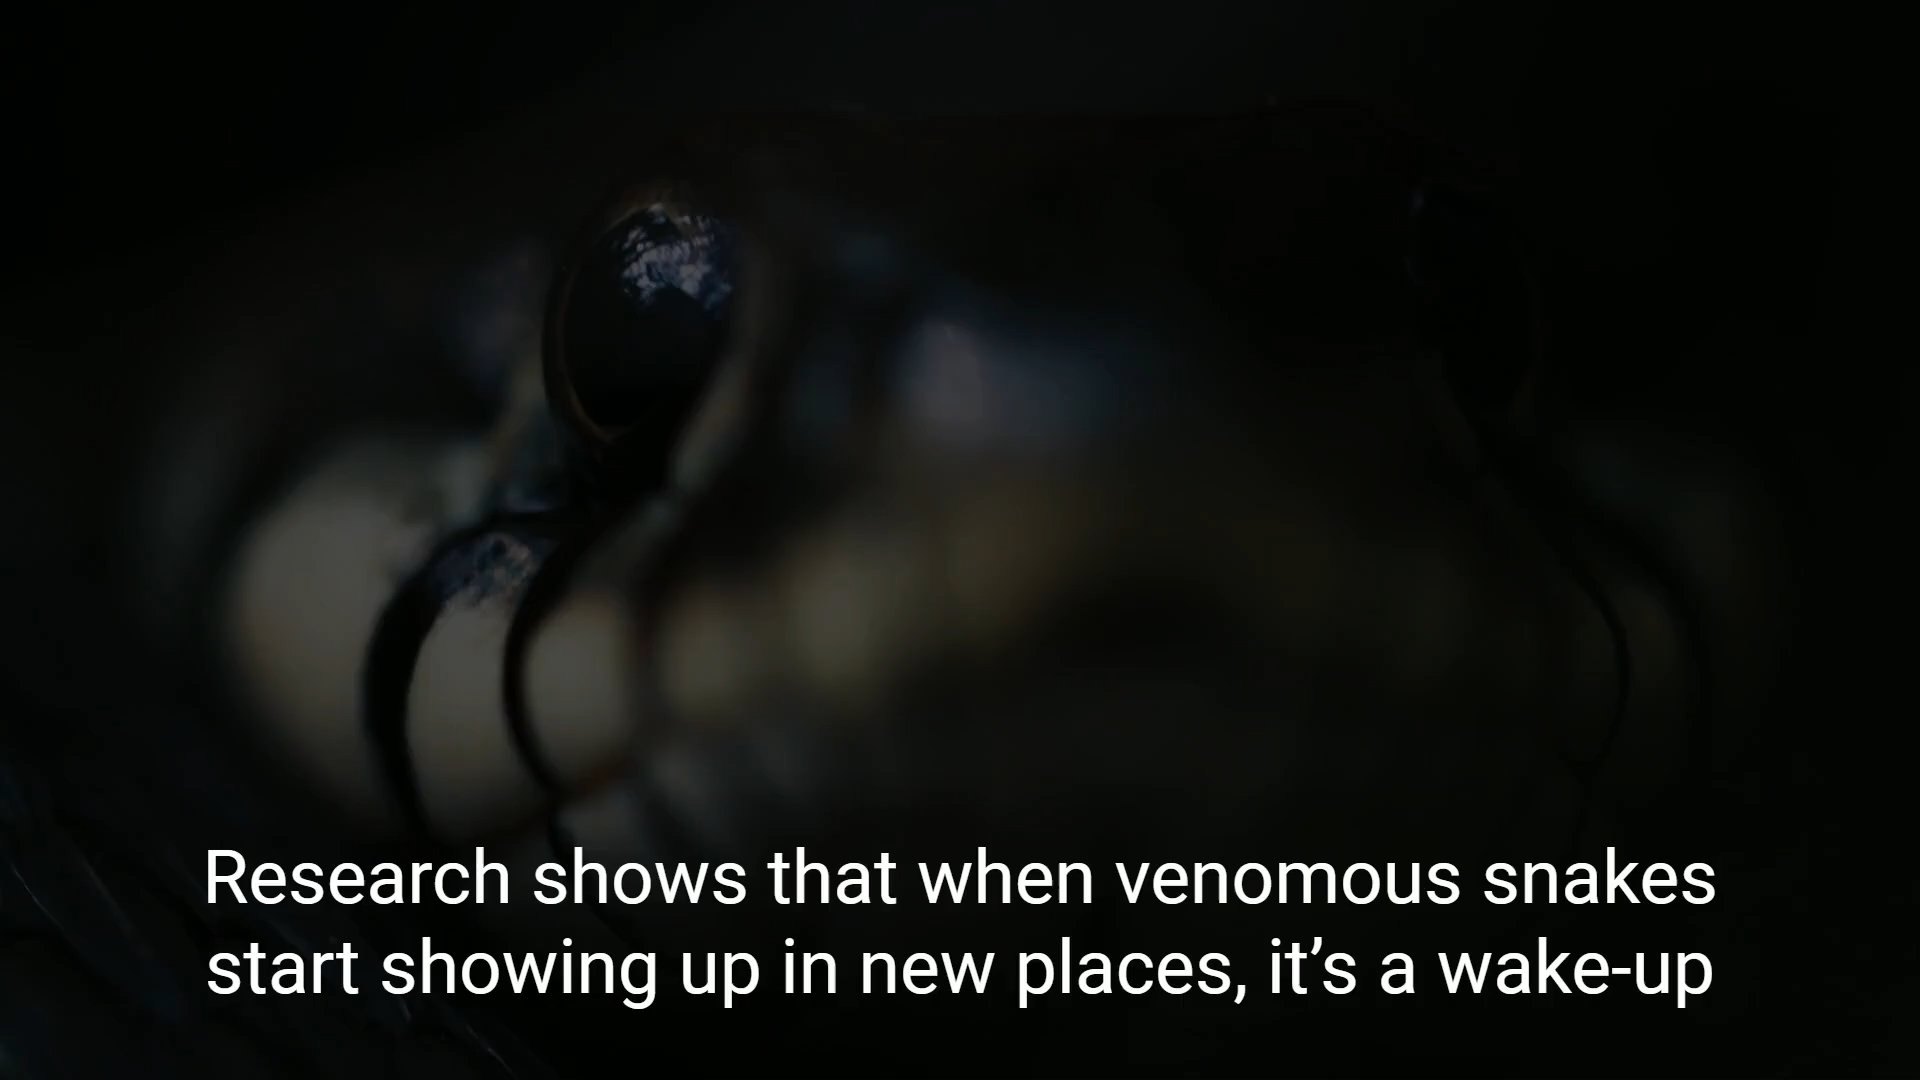 Research shows that when venomous snakes
start showing up in new places, it’s a wake-up